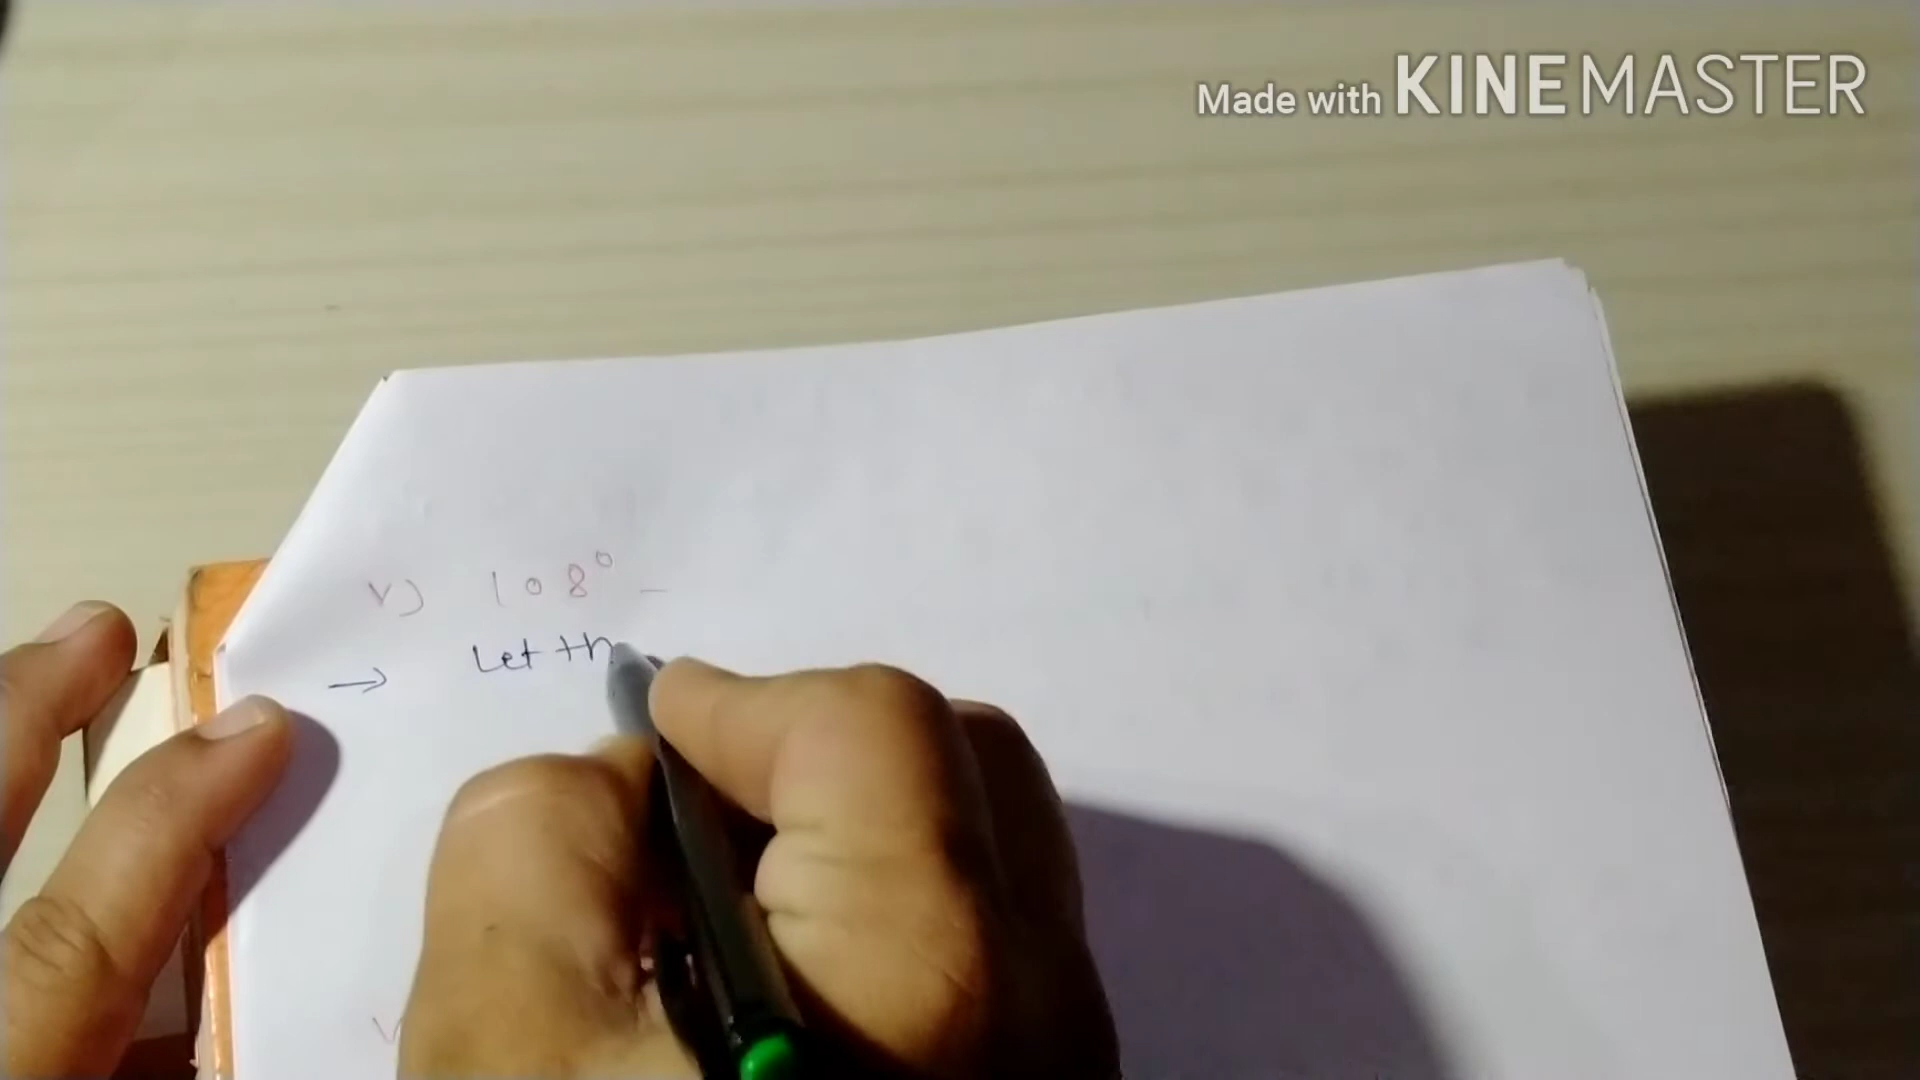 Made with KINEMASTER
v) 108° –
→ Let th